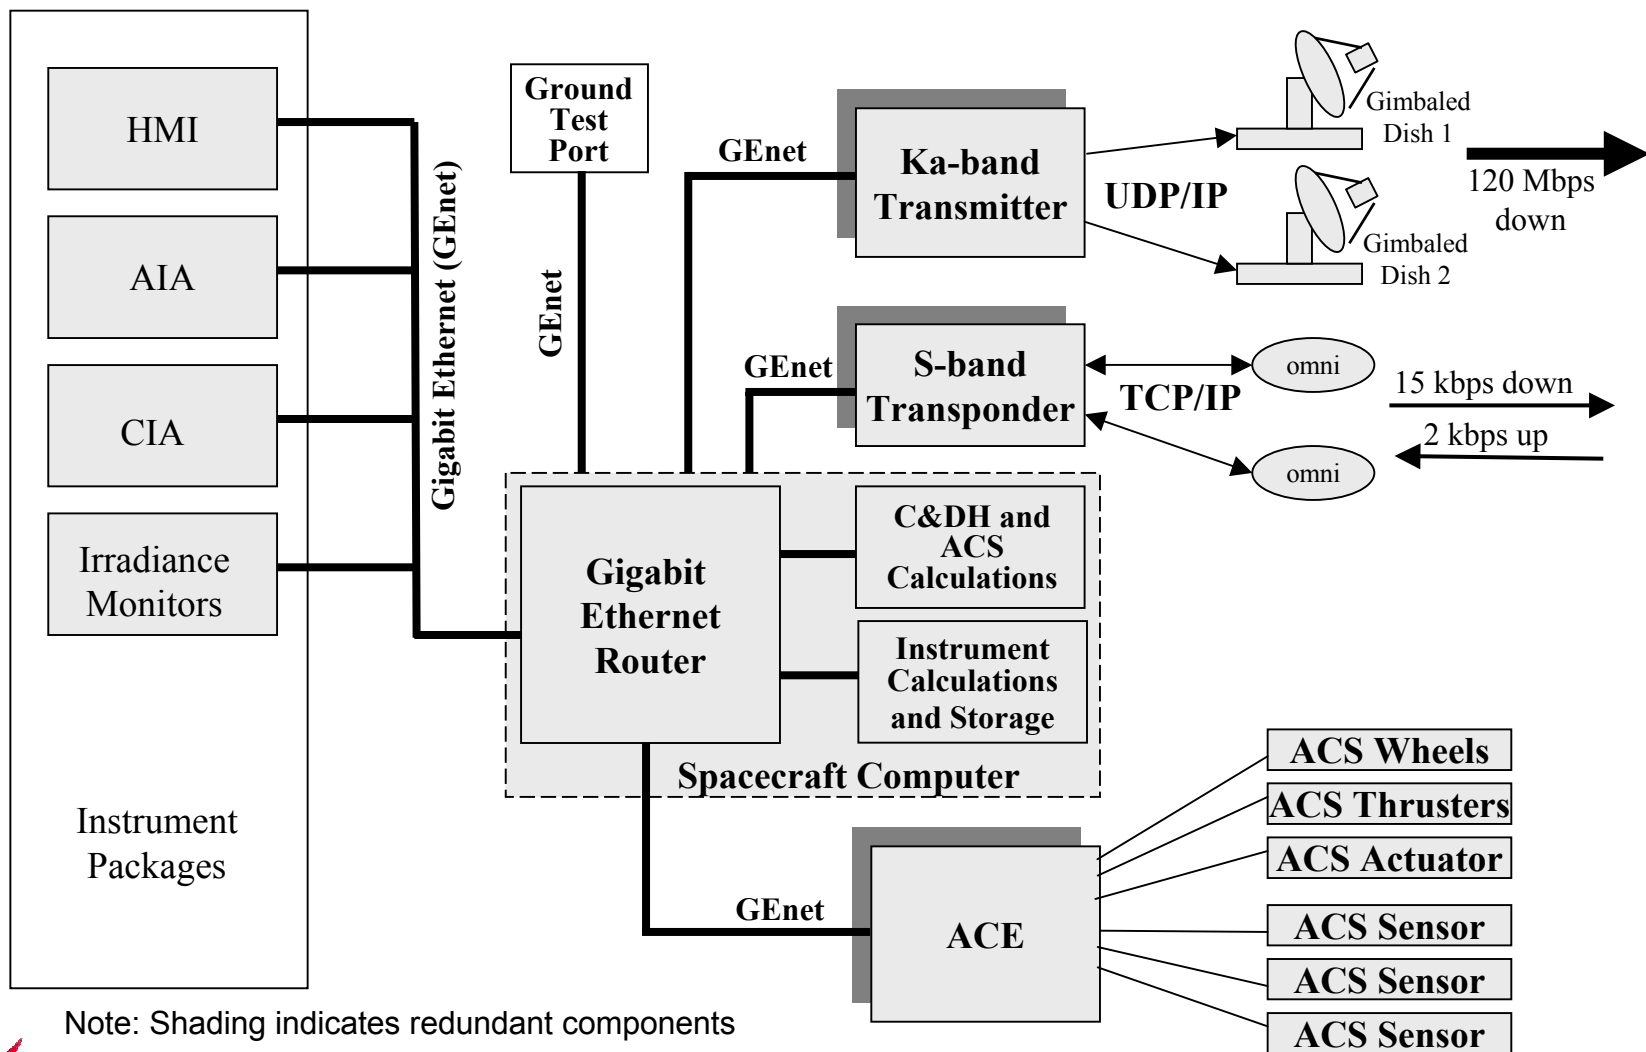 HMI
AIA
CIA
Irradiance
Monitors
Instrument
Packages
Gigabit Ethernet (GEnet)
Ground
Test
Port
GEnet
GEnet
Ka-band
Transmitter
UDP/IP
Gimbaled
Dish 1
Gimbaled
Dish 2
120 Mbps
down
GEnet
S-band
Transponder
TCP/IP
omni
omni
15 kbps down
2 kbps up
Gigabit
Ethernet
Router
C&DH and
ACS
Calculations
Instrument
Calculations
and Storage
Spacecraft Computer
GEnet
ACE
ACS Wheels
ACS Thrusters
ACS Actuator
ACS Sensor
ACS Sensor
ACS Sensor
Note: Shading indicates redundant components